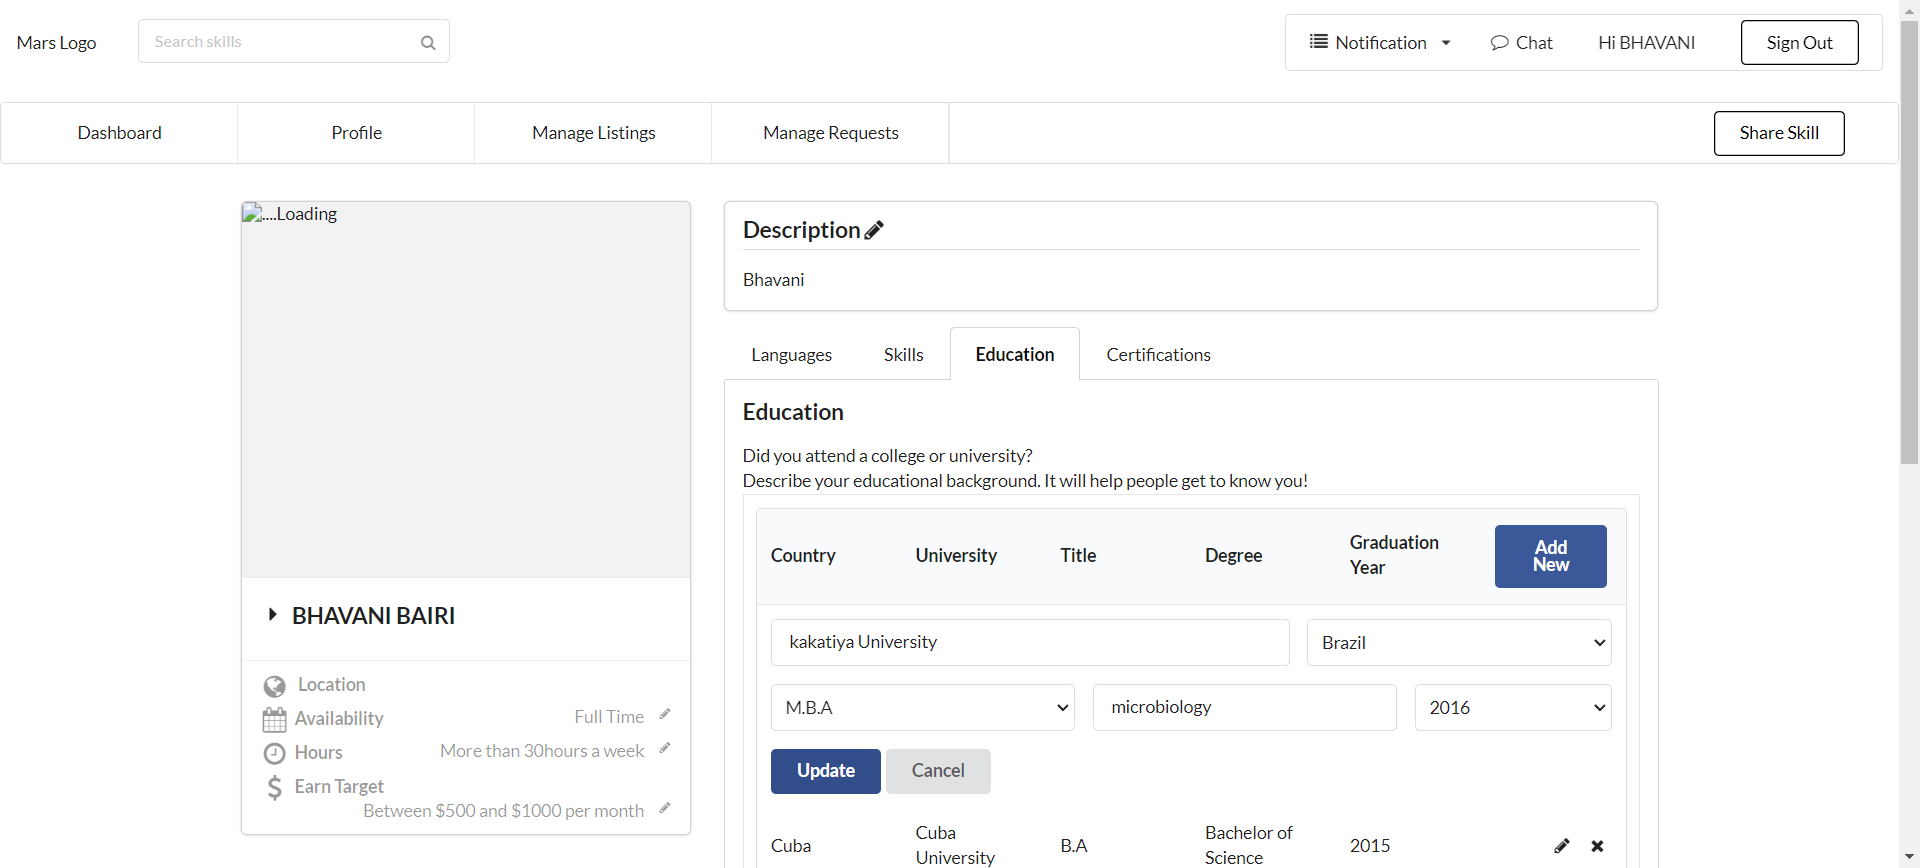 Mars Logo
Search skills
Notification
Chat
Hi BHAVANI
Sign Out
Dashboard
Profile
Manage Listings
Manage Requests
Share Skill
....Loading
BHAVANI BAIRI
Location
Availability
Full Time
Hours
More than 30hours a week
Earn Target
Between $500 and $1000 per month
Description
Bhavani
Languages
Skills
Education
Certifications
Education
Did you attend a college or university?
Describe your educational background. It will help people get to know you!
Country
University
Title
Degree
Graduation
Year
Add
New
kakatiya University
Brazil
M.B.A
microbiology
2016
Update
Cancel
Cuba
Cuba
University
B.A
Bachelor of
Science
2015